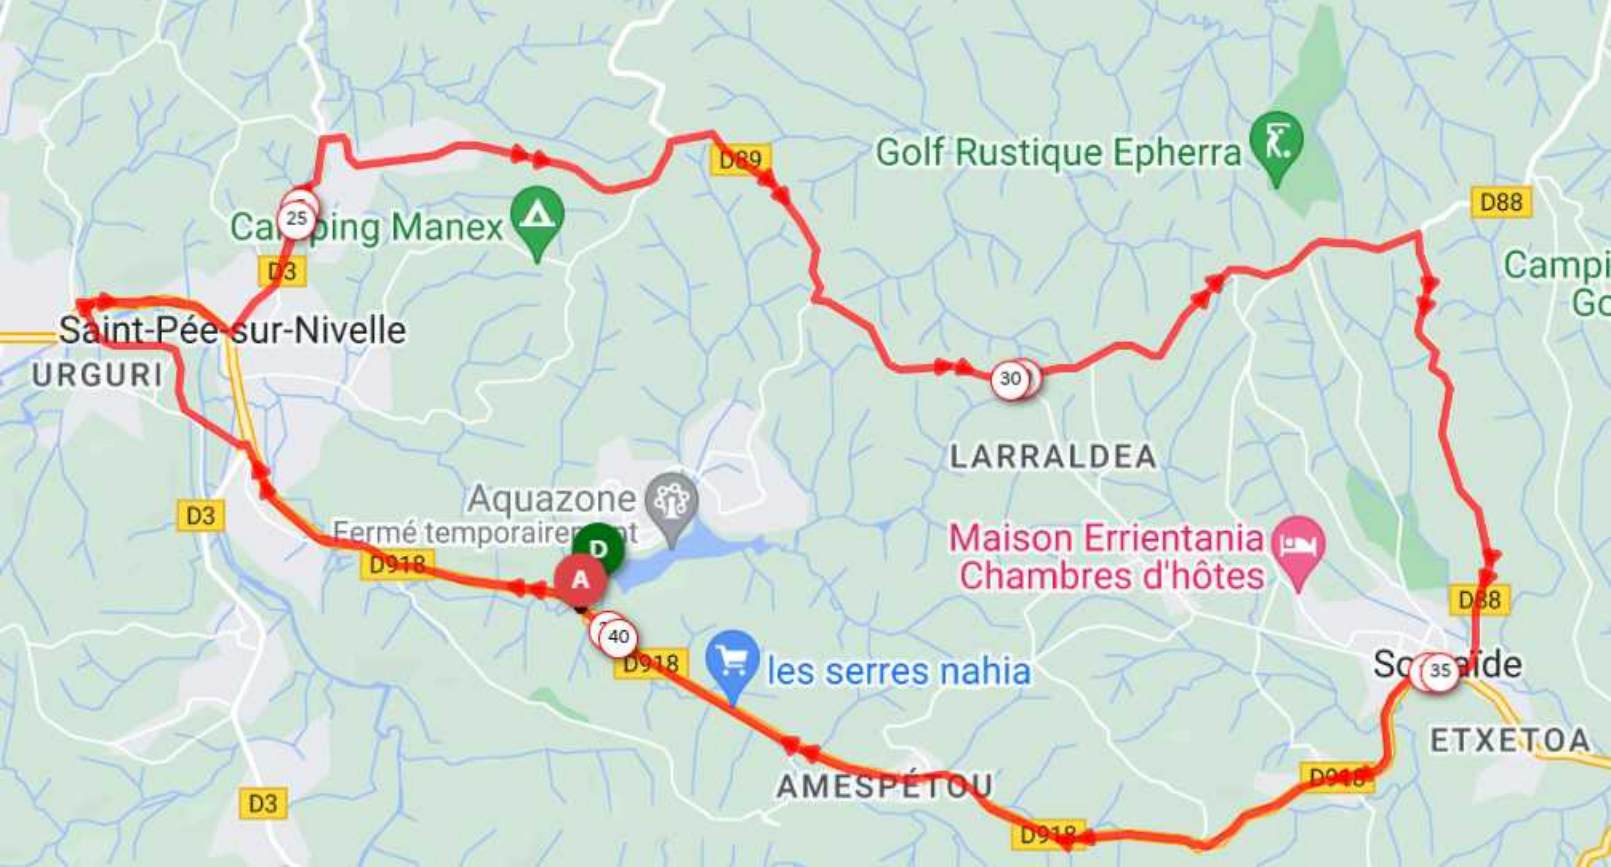 D89
Golf Rustique Epherra
D88
25
Camping Manex
D3
Campi
Go
Saint-Pée-sur-Nivelle
URGURI
30
LARRALDEA
Aquazone
Fermé temporairement
D3
D
D918
A
Maison Errientania
Chambres d'hôtes
D88
40
D918
les serres nahia
35
ETXETOA
AMESPÉTOU
D918
D3
D918